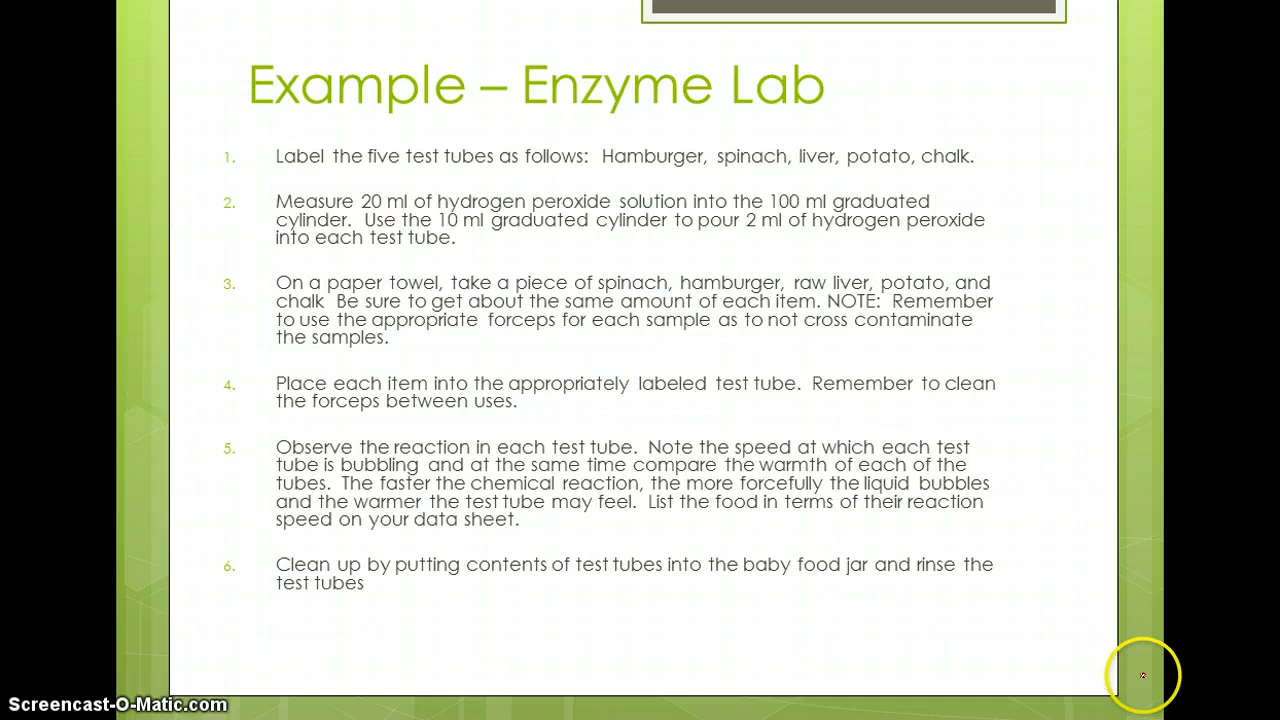 Example – Enzyme Lab
1. Label the five test tubes as follows: Hamburger, spinach, liver, potato, chalk.
2. Measure 20 ml of hydrogen peroxide solution into the 100 ml graduated
cylinder. Use the 10 ml graduated cylinder to pour 2 ml of hydrogen peroxide
into each test tube.
3. On a paper towel, take a piece of spinach, hamburger, raw liver, potato, and
chalk Be sure to get about the same amount of each item. NOTE: Remember
to use the appropriate forceps for each sample as to not cross contaminate
the samples.
4. Place each item into the appropriately labeled test tube. Remember to clean
the forceps between uses.
5. Observe the reaction in each test tube. Note the speed at which each test
tube is bubbling and at the same time compare the warmth of each of the
tubes. The faster the chemical reaction, the more forcefully the liquid bubbles
and the warmer the test tube may feel. List the food in terms of their reaction
speed on your data sheet.
6. Clean up by putting contents of test tubes into the baby food jar and rinse the
test tubes
Screencast-O-Matic.com